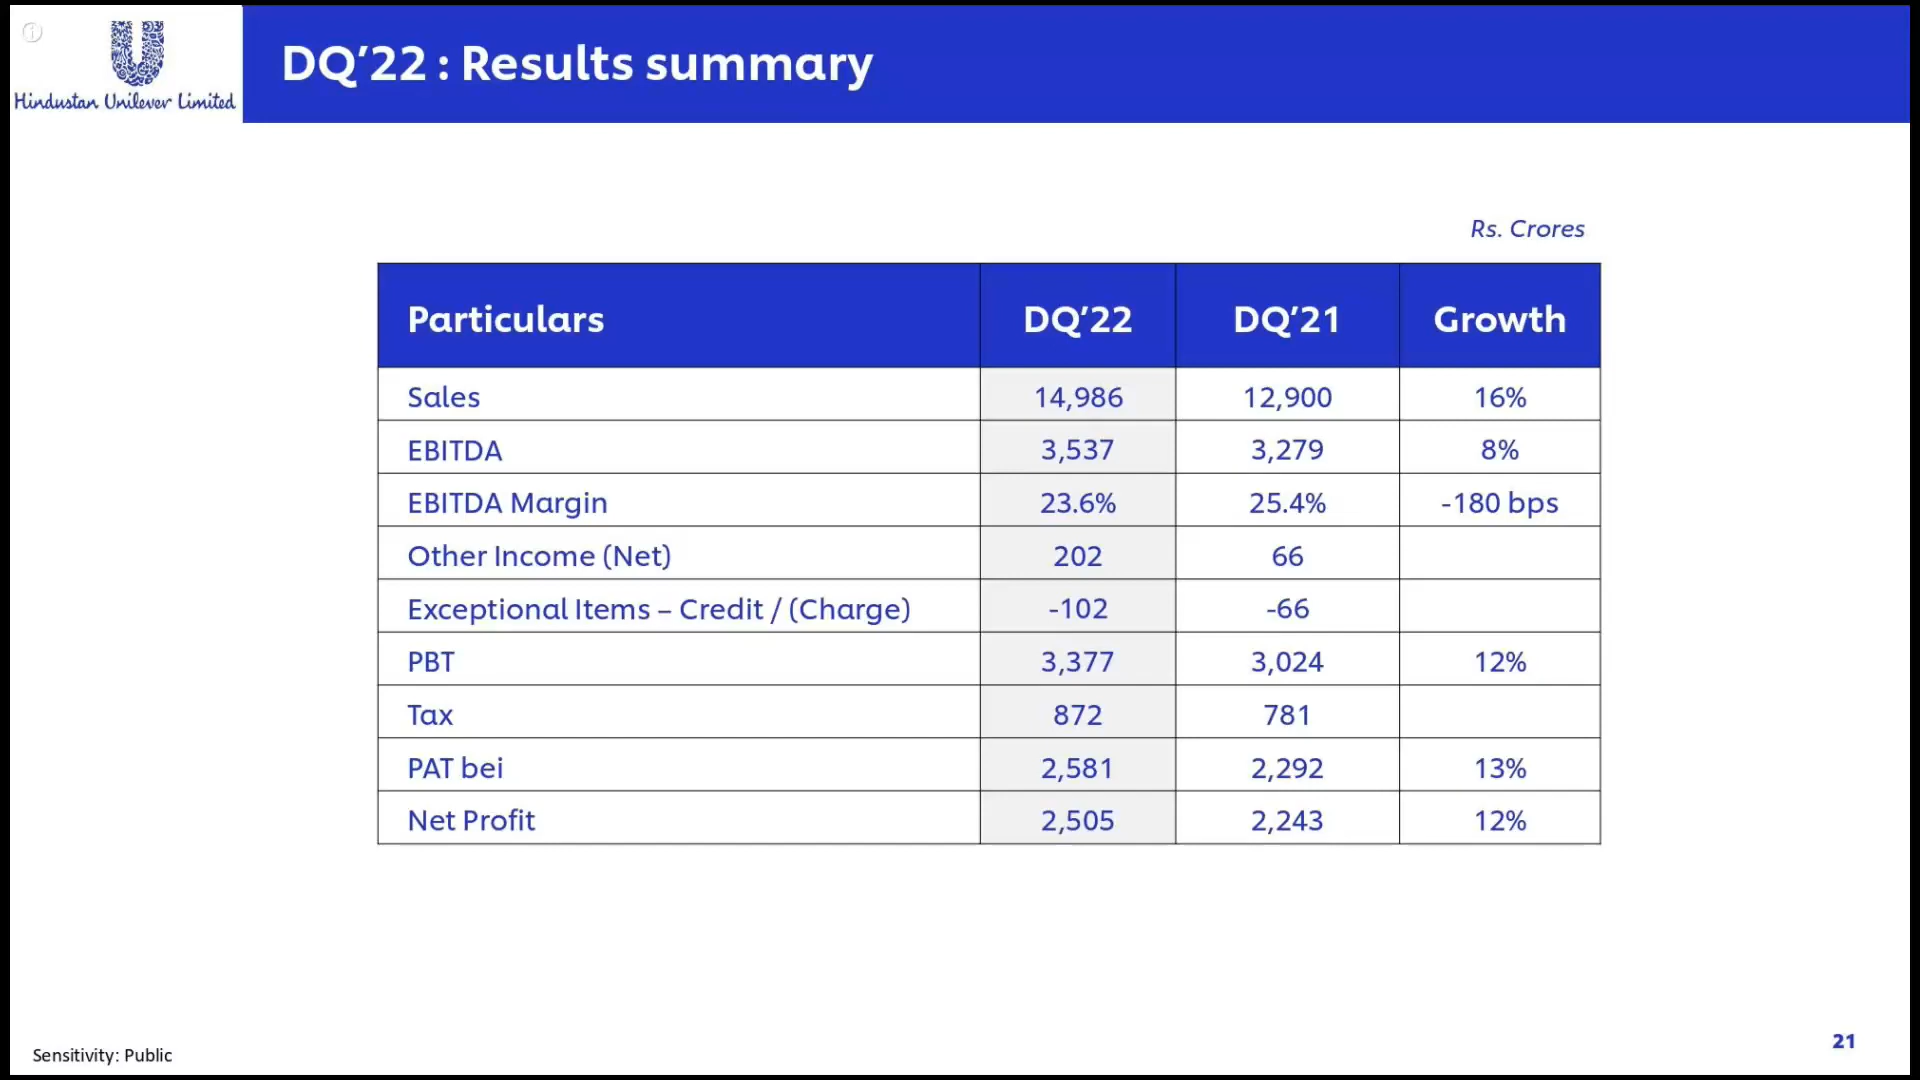 Hindustan Unilever Limited
DQ’22 : Results summary
Rs. Crores
Particulars DQ’22 DQ’21 Growth
Sales 14,986 12,900 16%
EBITDA 3,537 3,279 8%
EBITDA Margin 23.6% 25.4% -180 bps
Other Income (Net) 202 66
Exceptional Items – Credit / (Charge) -102 -66
PBT 3,377 3,024 12%
Tax 872 781
PAT bei 2,581 2,292 13%
Net Profit 2,505 2,243 12%
Sensitivity: Public
21